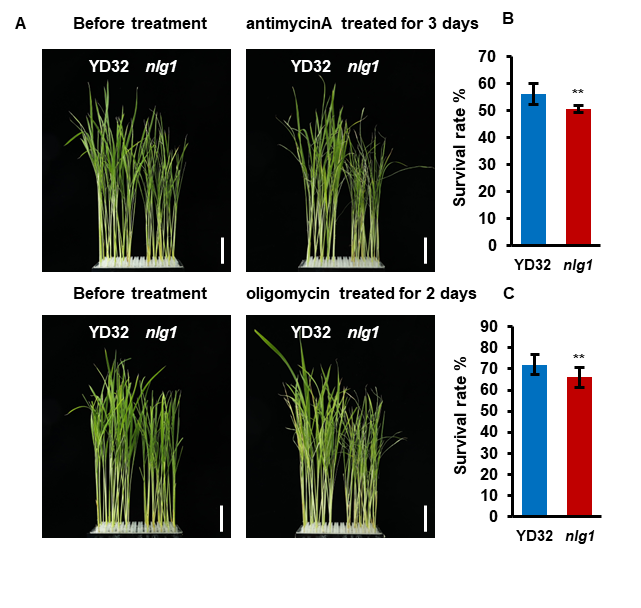 A
Before treatment
antimycinA treated for 3 days
YD32 nlg1
YD32 nlg1
B
Survival rate %
70
60
50
40
30
20
10
0
**
YD32 nlg1
Before treatment
oligomycin treated for 2 days
YD32 nlg1
YD32 nlg1
C
Survival rate %
90
80
70
60
50
40
30
20
10
0
**
YD32 nlg1